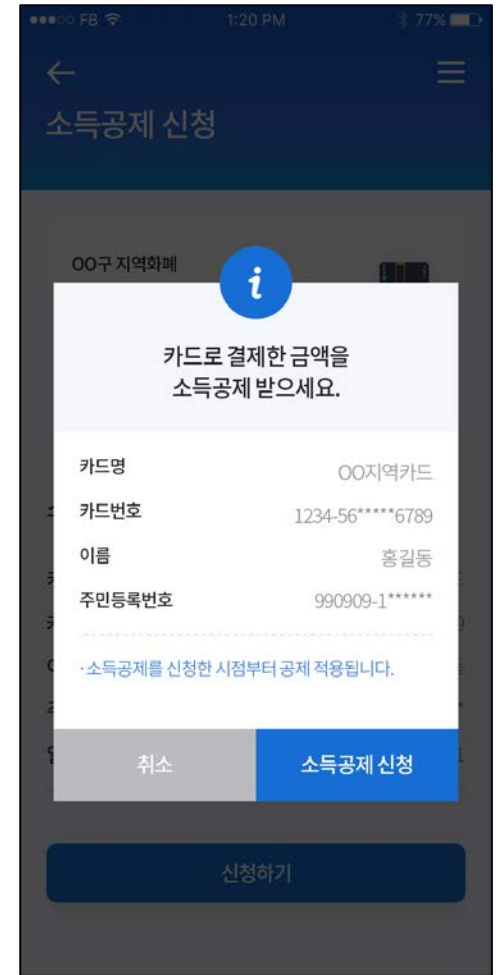 FB 1:20 PM 77%
소득공제 신청
OO구 지역화폐
i
카드로 결제한 금액을
소득공제 받으세요.
카드명 OO지역카드
카드번호 1234-56*****6789
이름 홍길동
주민등록번호 990909-1******
·소득공제를 신청한 시점부터 공제 적용됩니다.
취소 소득공제 신청
신청하기